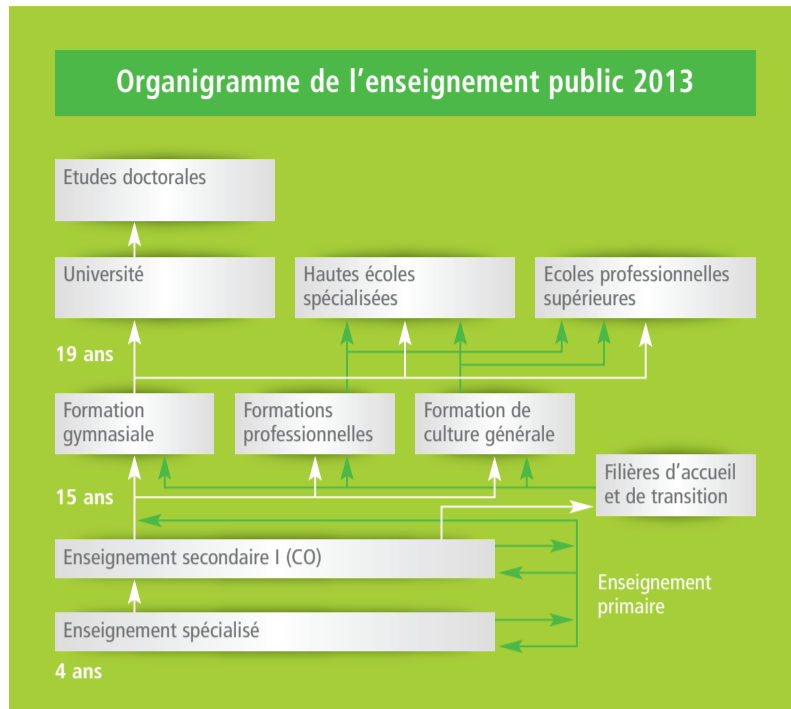 Organigramme de l'enseignement public 2013
Etudes doctorales
Université
Hautes écoles
spécialisées
Ecoles professionnelles
supérieures
19 ans
Formation
gymnasiale
Formations
professionnelles
Formation de
culture générale
Filières d'accueil
et de transition
15 ans
Enseignement secondaire I (CO)
Enseignement
primaire
Enseignement spécialisé
4 ans